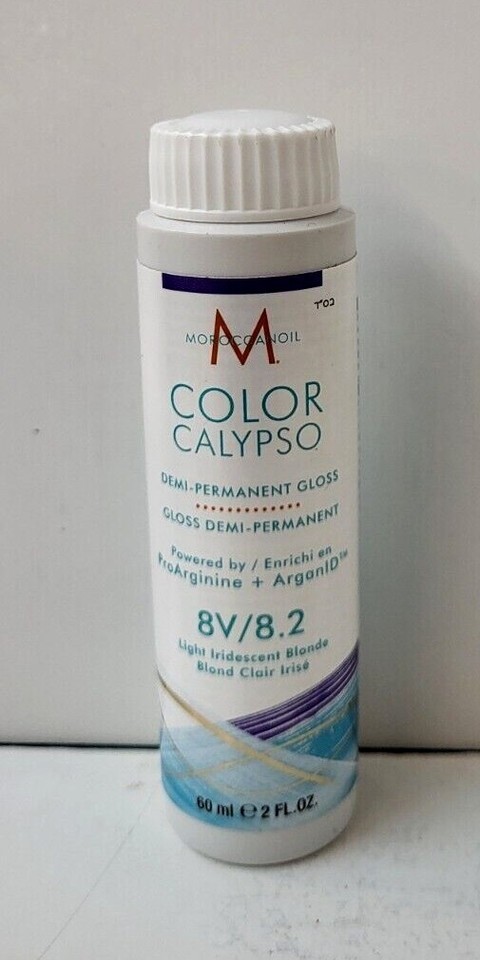 MOROCCANOIL
M.
COLOR
CALYPSO
DEMI-PERMANENT GLOSS
GLOSS DEMI-PERMANENT
Powered by / Enrichi en
ProArginine + ArganID™
8V/8.2
Light Iridescent Blonde
Blond Clair Irisé
60 ml ℮ 2 FL.OZ.